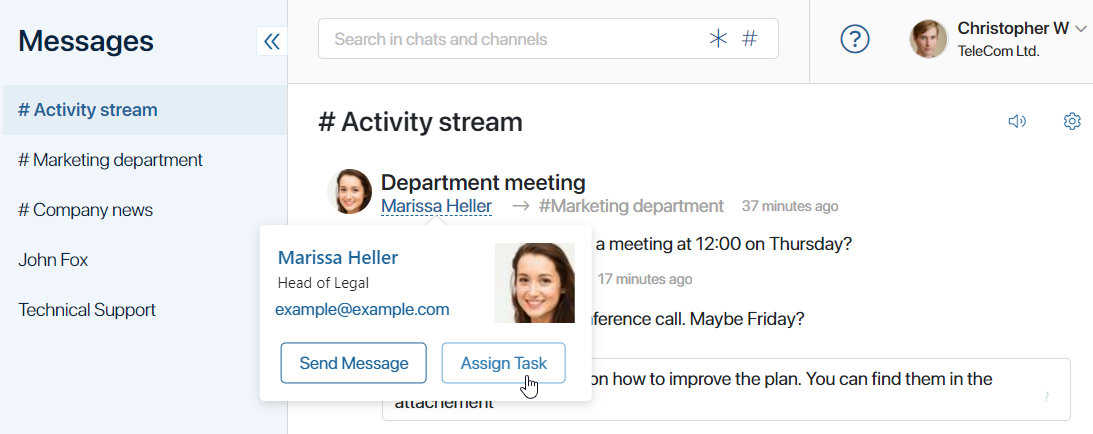 Messages
Search in chats and channels
#
Christopher W
TeleCom Ltd.
# Activity stream
# Marketing department
# Company news
John Fox
Technical Support
# Activity stream
Department meeting
Marissa Heller → #Marketing department 37 minutes ago
a meeting at 12:00 on Thursday?
17 minutes ago
ference call. Maybe Friday?
on how to improve the plan. You can find them in the
attachement
Marissa Heller
Head of Legal
example@example.com
Send Message
Assign Task